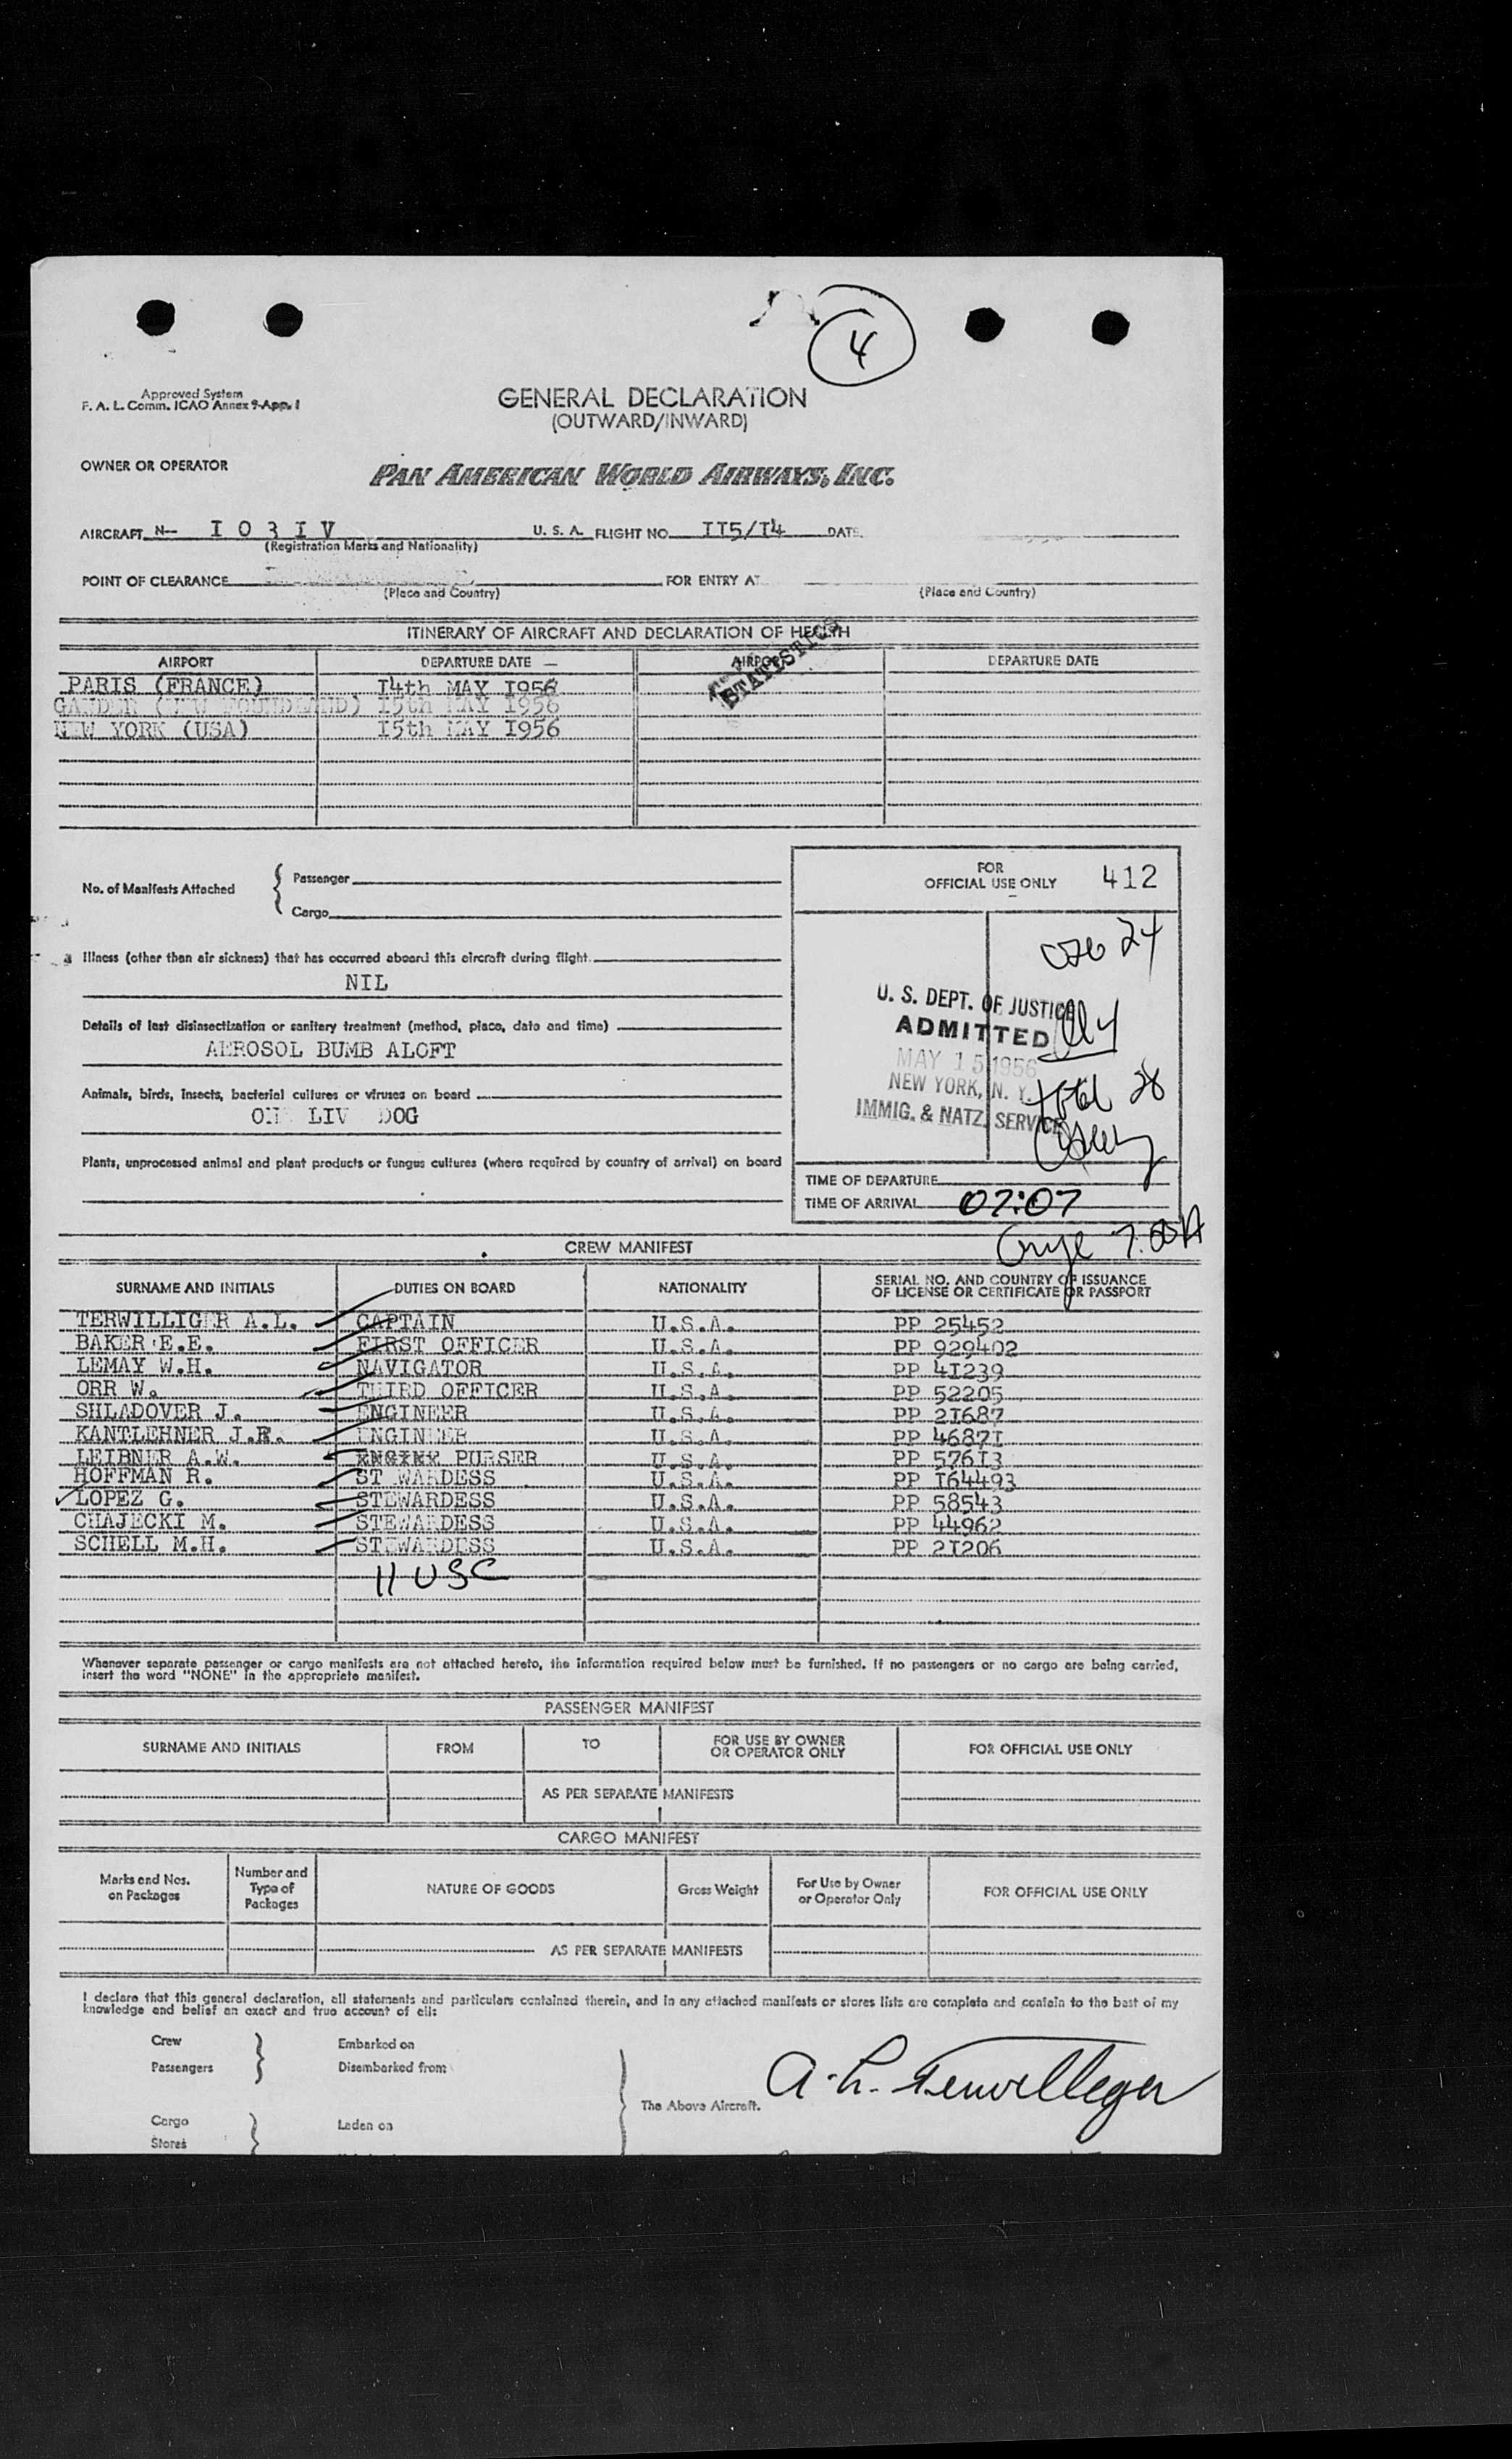 4
Approved System
F. A. L. Comm. ICAO Annex 9-App. I
GENERAL DECLARATION
(OUTWARD/INWARD)
OWNER OR OPERATOR
PAN AMERICAN WORLD AIRWAYS, INC.
AIRCRAFT N— I O 3 I V U. S. A. FLIGHT NO. II5/I4 DATE
(Registration Marks and Nationality)
POINT OF CLEARANCE FOR ENTRY AT
(Place and Country) (Place and Country)
ITINERARY OF AIRCRAFT AND DECLARATION OF HEALTH
AIRPORT DEPARTURE DATE AIRPORT DEPARTURE DATE
STATISTICS
PARIS (FRANCE) I4th MAY I956
GANDER (NEW FOUNDLAND) I5th MAY I956
NEW YORK (USA) I5th MAY I956
No. of Manifests Attached
Passenger
Cargo
FOR
OFFICIAL USE ONLY 412
Illness (other than air sickness) that has occurred aboard this aircraft during flight.
NIL
Details of last disinsectization or sanitary treatment (method, place, date and time)
AEROSOL BUMB ALOFT
Animals, birds, insects, bacterial cultures or viruses on board
ON LIV DOG
Plants, unprocessed animal and plant products or fungus cultures (where required by country of arrival) on board
24
U. S. DEPT. OF JUSTICE
ADMITTED
MAY 15 1956
NEW YORK, N. Y.
IMMIG. & NATZ. SERVICE
total 28
TIME OF DEPARTURE
TIME OF ARRIVAL 07:07
CREW MANIFEST
SURNAME AND INITIALS DUTIES ON BOARD NATIONALITY SERIAL NO. AND COUNTRY OF ISSUANCE OF LICENSE OR CERTIFICATE OR PASSPORT
TERWILLIGER A.L. CAPTAIN U.S.A. PP 25452
BAKER E.E. FIRST OFFICER U.S.A. PP 929402
LEMAY W.H. NAVIGATOR U.S.A. PP 4I239
ORR W. THIRD OFFICER U.S.A. PP 52205
SHLADOVER J. ENGINEER U.S.A. PP 2I687
KANTLEHNER J.F. ENGINEER U.S.A. PP 4687I
LEIBNER A.W. PURSER U.S.A. PP 576I3
HOFFMAN R. STEWARDESS U.S.A. PP I64493
LOPEZ G. STEWARDESS U.S.A. PP 58543
CHAJECKI M. STEWARDESS U.S.A. PP 44962
SCHELL M.H. STEWARDESS U.S.A. PP 2I206
11 USC
Whenever separate passenger or cargo manifests are not attached hereto, the information required below must be furnished. If no passengers or no cargo are being carried,
insert the word "NONE" in the appropriate manifest.
PASSENGER MANIFEST
SURNAME AND INITIALS FROM TO FOR USE BY OWNER OR OPERATOR ONLY FOR OFFICIAL USE ONLY
AS PER SEPARATE MANIFESTS
CARGO MANIFEST
Marks and Nos. on Packages Number and Type of Packages NATURE OF GOODS Gross Weight For Use by Owner or Operator Only FOR OFFICIAL USE ONLY
AS PER SEPARATE MANIFESTS
I declare that this general declaration, all statements and particulars contained therein, and in any attached manifests or stores lists are complete and contain to the best of my
knowledge and belief an exact and true account of all:
Crew Embarked on
Passengers Disembarked from
The Above Aircraft. A. L. Terwilliger
Cargo Laden on
Stores